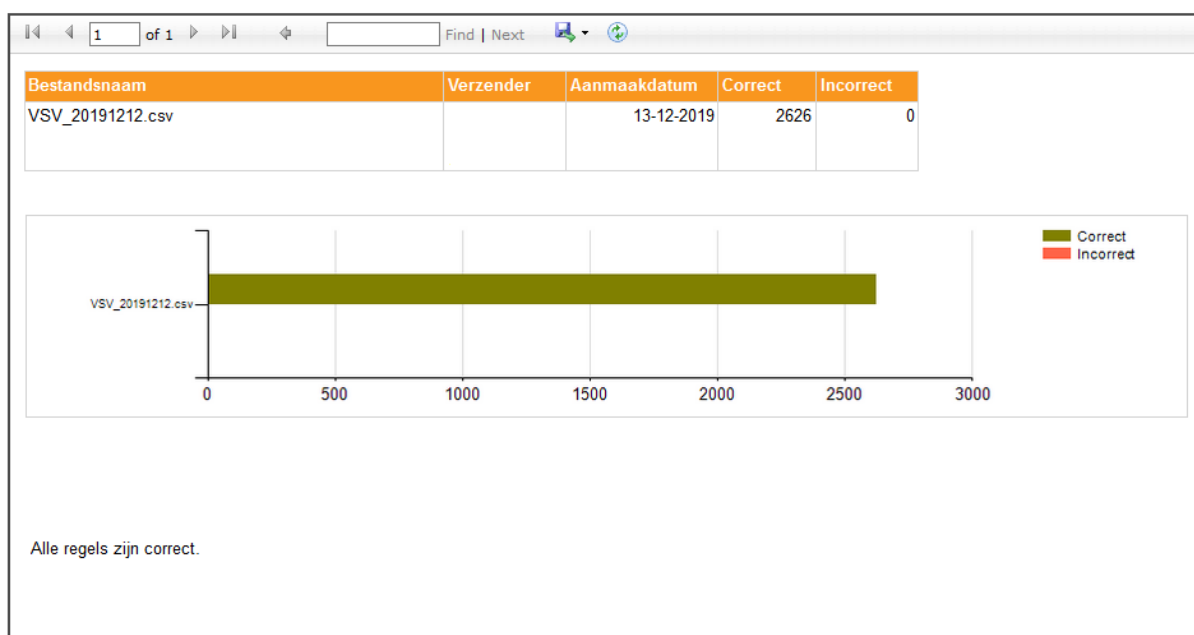 1 of 1 Find | Next
Bestandsnaam Verzender Aanmaakdatum Correct Incorrect
VSV_20191212.csv 13-12-2019 2626 0
Correct
Incorrect
VSV_20191212.csv
0 500 1000 1500 2000 2500 3000
Alle regels zijn correct.